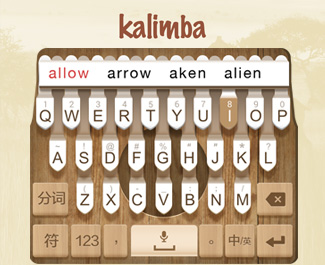 kalimba
allow arrow aken alien
1 2 3 4 5 6 7 8 9 0
Q W E R T Y U I O P
~ ! @ # % " * ?
A S D F G H J K L
分词 Z X C V B N M
符 123 , 。 中/英